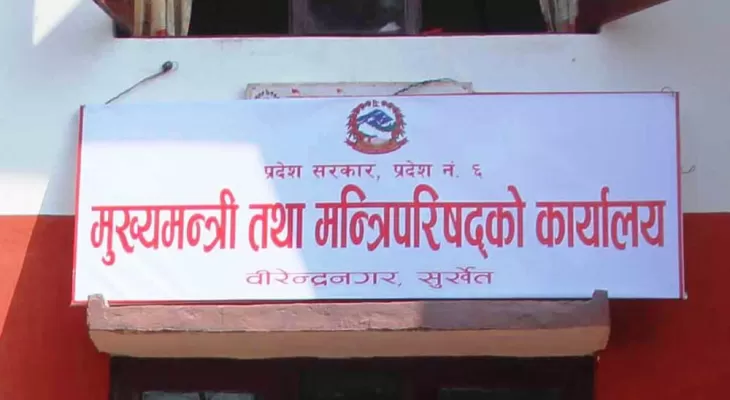 प्रदेश सरकार, प्रदेश नं. ६
मुख्यमन्त्री तथा मन्त्रिपरिषद्को कार्यालय
वीरेन्द्रनगर, सुर्खेत